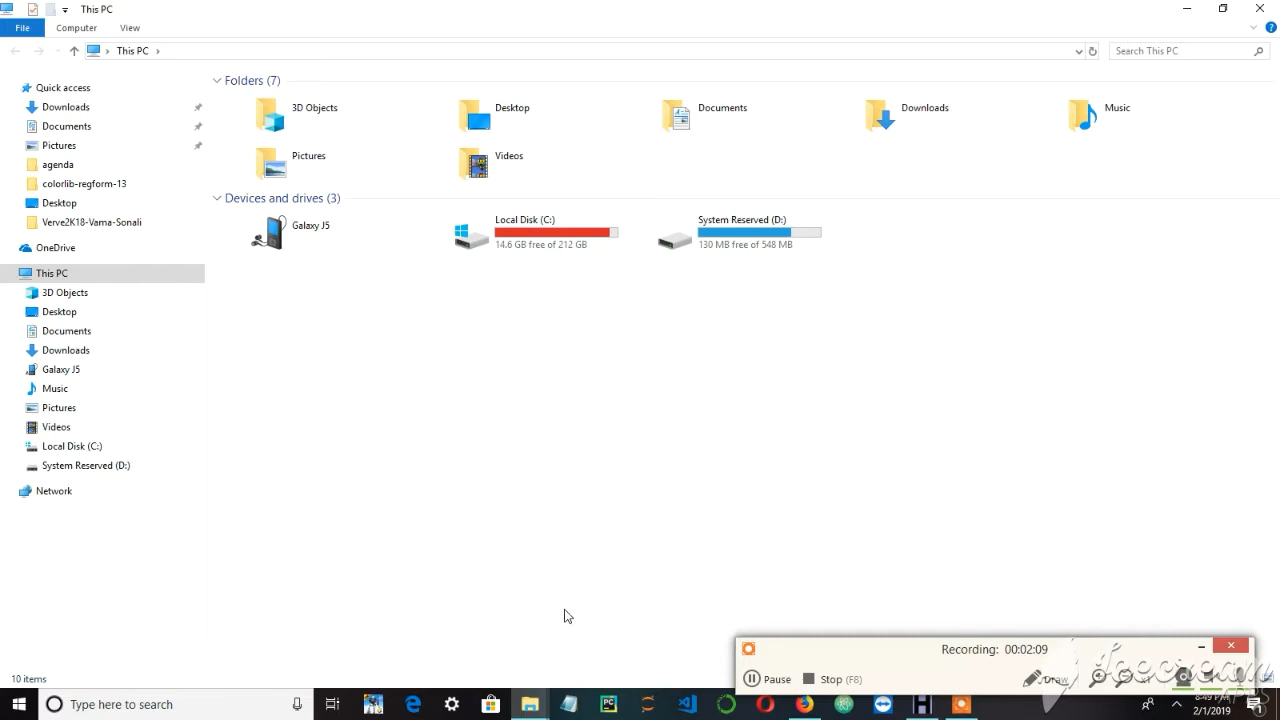 This PC
File
Computer
View
This PC
Search This PC
Quick access
Downloads
Documents
Pictures
agenda
colorlib-regform-13
Desktop
Verve2K18-Vama-Sonali
OneDrive
This PC
3D Objects
Desktop
Documents
Downloads
Galaxy J5
Music
Pictures
Videos
Local Disk (C:)
System Reserved (D:)
Network
Folders (7)
3D Objects
Desktop
Documents
Downloads
Music
Pictures
Videos
Devices and drives (3)
Galaxy J5
Local Disk (C:)
14.6 GB free of 212 GB
System Reserved (D:)
130 MB free of 548 MB
10 items
Recording: 00:02:09
Pause
Stop (F8)
Draw
Icecream
APPS
Type here to search
8:49 PM
2/1/2019